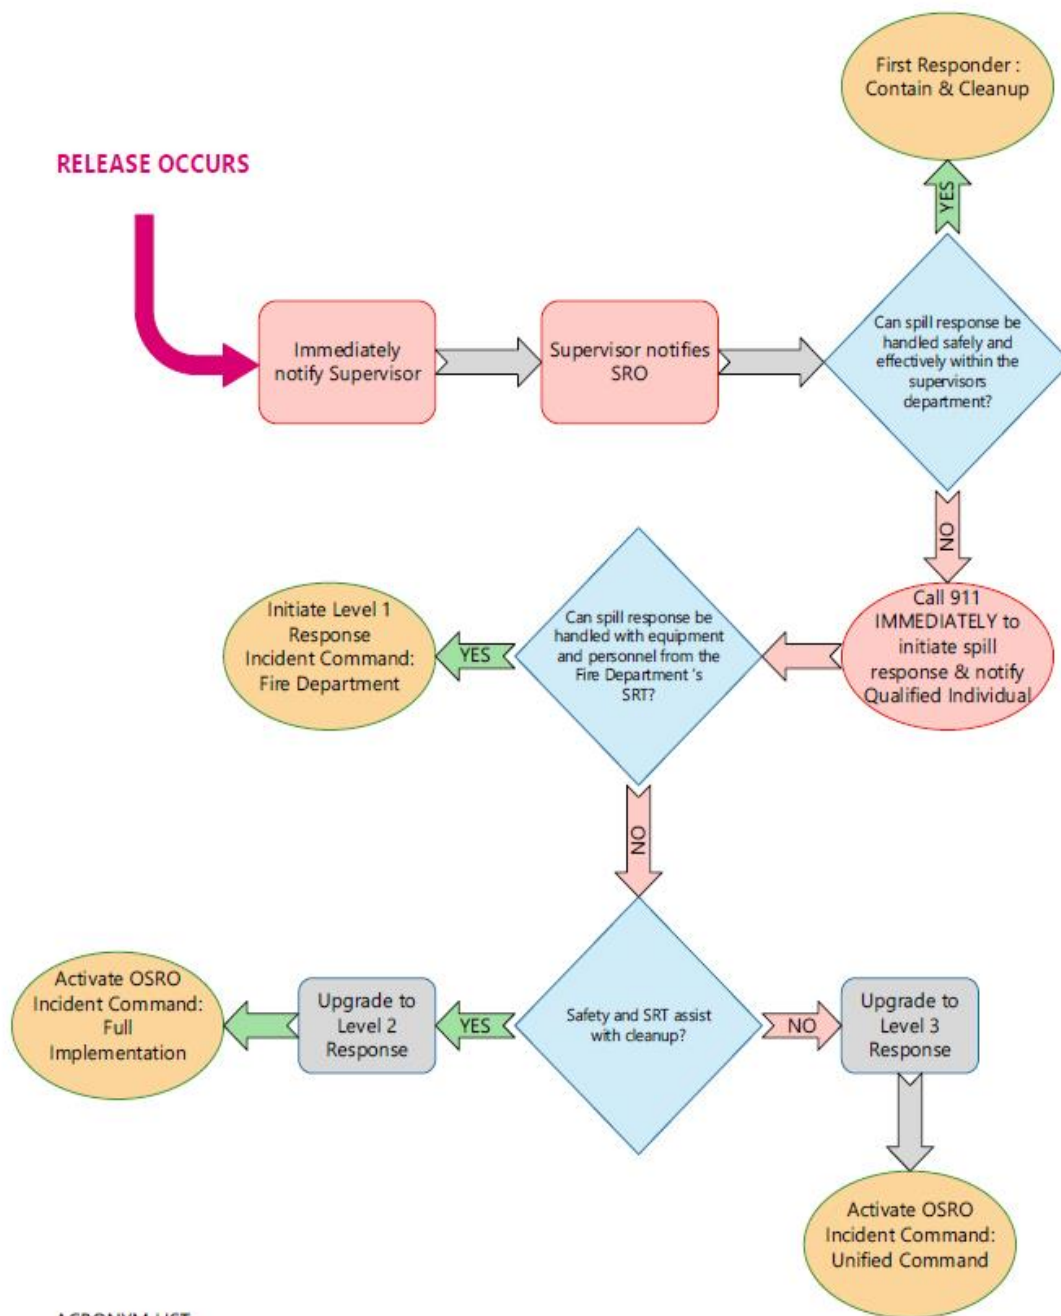 First Responder :
Contain & Cleanup
RELEASE OCCURS
YES
Immediately
notify Supervisor
Supervisor notifies
SRO
Can spill response be
handled safely and
effectively within the
supervisors
department?
NO
Call 911
IMMEDIATELY to
initiate spill
response & notify
Qualified Individual
Can spill response be
handled with equipment
and personnel from the
Fire Department 's
SRT?
YES
Initiate Level 1
Response
Incident Command:
Fire Department
NO
Safety and SRT assist
with cleanup?
YES
Upgrade to
Level 2
Response
Activate OSRO
Incident Command:
Full
Implementation
NO
Upgrade to
Level 3
Response
Activate OSRO
Incident Command:
Unified Command
ACRONYM LIST